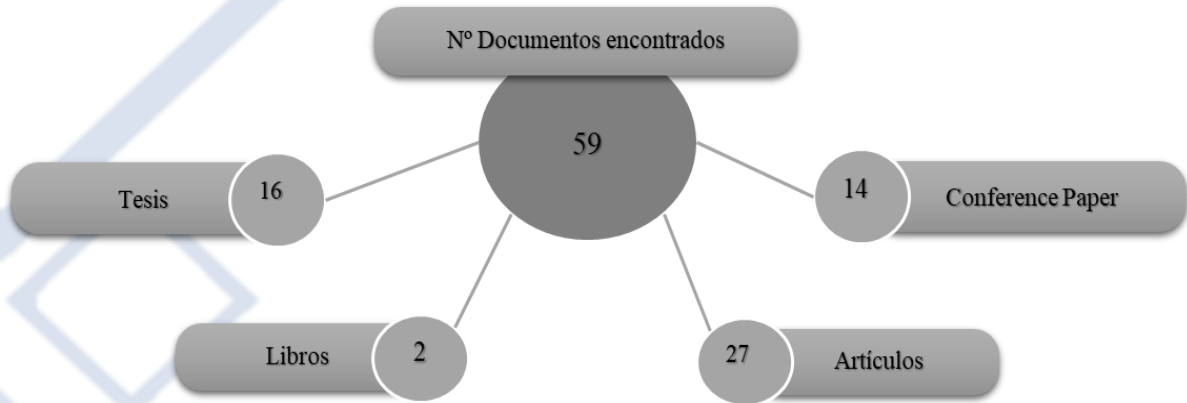 Nº Documentos encontrados
59
Tesis
16
14
Conference Paper
Libros
2
27
Artículos